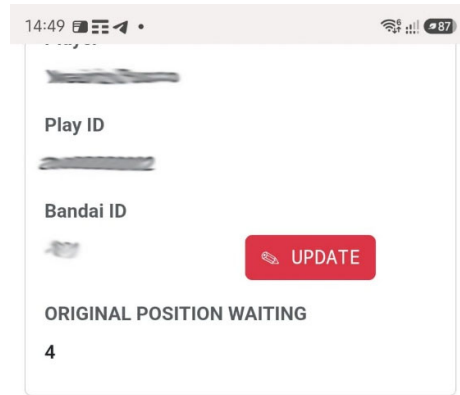 14:49
87
Play ID
Bandai ID
UPDATE
ORIGINAL POSITION WAITING
4